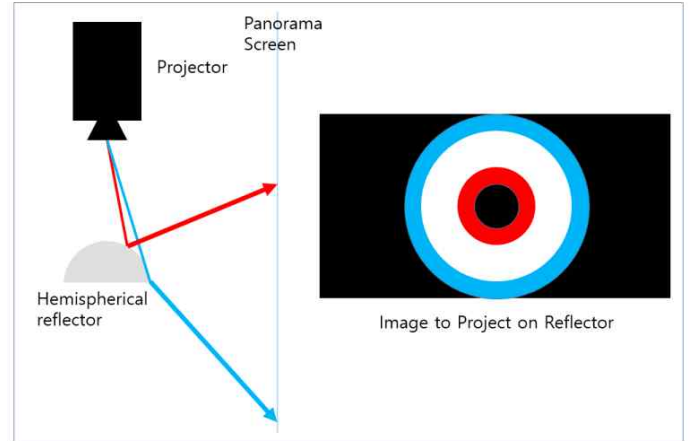 Panorama
Screen
Projector
Hemispherical
reflector
Image to Project on Reflector